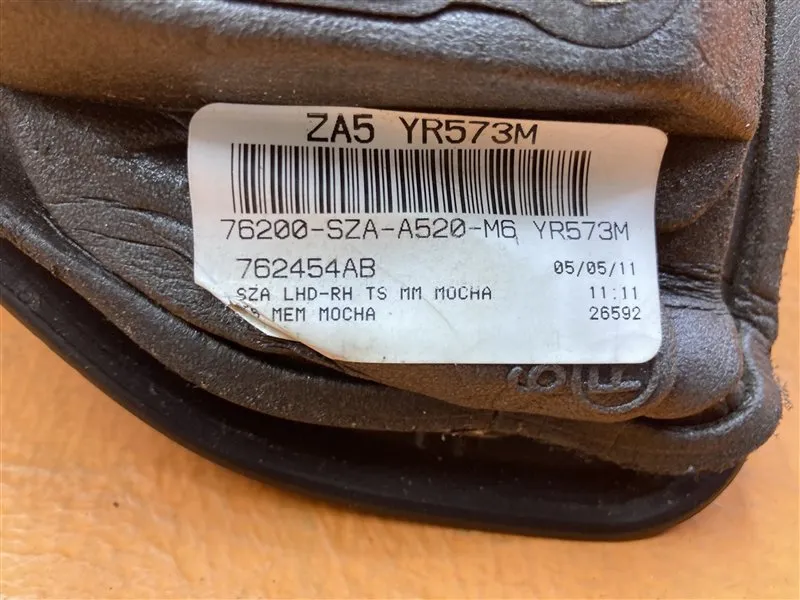 ZA5 YR573M
76200-SZA-A520-M6 YR573M
762454AB 05/05/11
SZA LHD-RH TS MM MOCHA 11:11
MEM MOCHA 26592